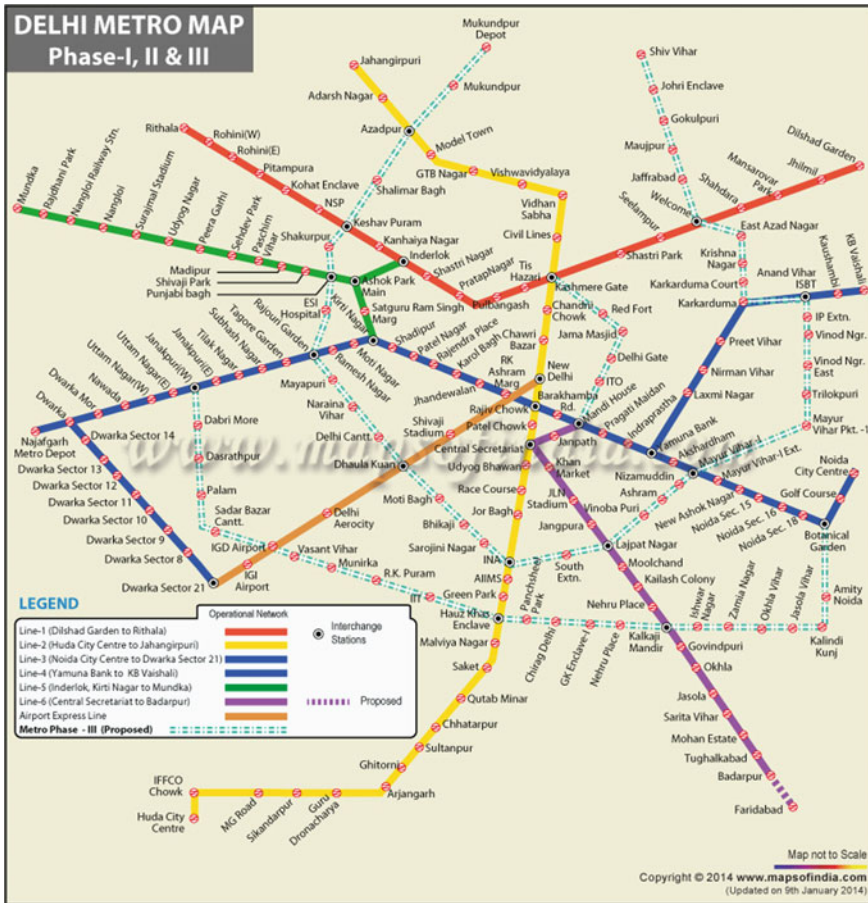 DELHI METRO MAP
Phase-I, II & III
Mukundpur
Depot
Mukundpur
Jahangirpuri
Adarsh Nagar
Azadpur
Model Town
GTB Nagar
Vishwavidyalaya
Vidhan
Sabha
Civil Lines
Shiv Vihar
Johri Enclave
Gokulpuri
Maujpur
Jaffrabad
Welcome
Seelampur
Shahdara
Mansarovar
Park
Jhilmil
Dilshad Garden
Rithala
Rohini(W)
Rohini(E)
Pitampura
Kohat Enclave
NSP
Shalimar Bagh
Keshav Puram
Shakurpur
Kanhaiya Nagar
Inderlok
Shastri Nagar
PratapNagar
Pulbangash
Tis
Hazari
Kashmere Gate
Shastri Park
Mundka
Rajdhani Park
Nangloi Railway Stn.
Nangloi
Surajmal Stadium
Udyog Nagar
Peera Garhi
Sehdev Park
Paschim
Vihar
Madipur
Shivaji Park
Punjabi bagh
Ashok Park
Main
Satguru Ram Singh
Marg
ESI
Hospital
Kirti Nagar
East Azad Nagar
Krishna
Nagar
Karkarduma Court
Karkarduma
Anand Vihar
ISBT
Kaushambi
KB Vaishali
IP Extn.
Vinod Ngr.
Vinod Ngr.
East
Trilokpuri
Mayur
Vihar Pkt. -1
Preet Vihar
Nirman Vihar
Laxmi Nagar
Chandni
Chowk
Chawri
Bazar
New
Delhi
Red Fort
Jama Masjid
Delhi Gate
ITO
Najafgarh
Metro Depot
Dwarka
Dwarka Mor
Nawada
Uttam Nagar(W)
Uttam Nagar(E)
Janakpuri(W)
Janakpuri(E)
Tilak Nagar
Subhash Nagar
Tagore Garden
Rajouri Garden
Ramesh Nagar
Moti Nagar
Shadipur
Patel Nagar
Rajendra Place
Karol Bagh
Jhandewalan
RK
Ashram
Marg
Rajiv Chowk
Barakhamba
Rd.
Mandi House
Pragati Maidan
Indraprastha
Yamuna Bank
Akshardham
Mayur Vihar-I
Mayur Vihar-I Ext.
New Ashok Nagar
Noida Sec. 15
Noida Sec. 16
Noida Sec. 18
Botanical
Garden
Golf Course
Noida
City Centre
Dwarka Sector 14
Dwarka Sector 13
Dwarka Sector 12
Dwarka Sector 11
Dwarka Sector 10
Dwarka Sector 9
Dwarka Sector 8
Dwarka Sector 21
Dabri More
Dasrathpur
Palam
Sadar Bazar
Cantt.
IGD Airport
IGI
Airport
Delhi
Aerocity
Dhaula Kuan
Shivaji
Stadium
Mayapuri
Naraina
Vihar
Delhi Cantt.
Moti Bagh
Bhikaji
Sarojini Nagar
Vasant Vihar
Munirka
R.K. Puram
IIT
Patel Chowk
Central Secretariat
Udyog Bhawan
Race Course
Jor Bagh
INA
AIIMS
Green Park
Hauz Khas
Enclave
Malviya Nagar
Saket
Qutab Minar
Chhatarpur
Sultanpur
Ghitorni
Arjangarh
Guru
Dronacharya
Sikandarpur
MG Road
IFFCO
Chowk
Huda City
Centre
Janpath
Khan
Market
JLN
Stadium
Jangpura
Lajpat Nagar
Moolchand
Kailash Colony
Nehru Place
Kalkaji
Mandir
Govindpuri
Okhla
Jasola
Sarita Vihar
Mohan Estate
Tughalkabad
Badarpur
Faridabad
Nizamuddin
Ashram
Vinoba Puri
South
Extn.
Panchsheel
Park
Chirag Delhi
GK Enclave-I
Nehru Place
Ishwar
Nagar
Zamia Nagar
Okhla Vihar
Jasola Vihar
Kalindi
Kunj
Amity
Noida
www.mapsofindia.com
LEGEND
Operational Network
Line-1 (Dilshad Garden to Rithala)
Line-2 (Huda City Centre to Jahangirpuri)
Line-3 (Noida City Centre to Dwarka Sector 21)
Line-4 (Yamuna Bank to KB Vaishali)
Line-5 (Inderlok, Kirti Nagar to Mundka)
Line-6 (Central Secretariat to Badarpur)
Airport Express Line
Metro Phase - III (Proposed)
Interchange
Stations
Proposed
Map not to Scale
Copyright © 2014 www.mapsofindia.com
(Updated on 9th January 2014)